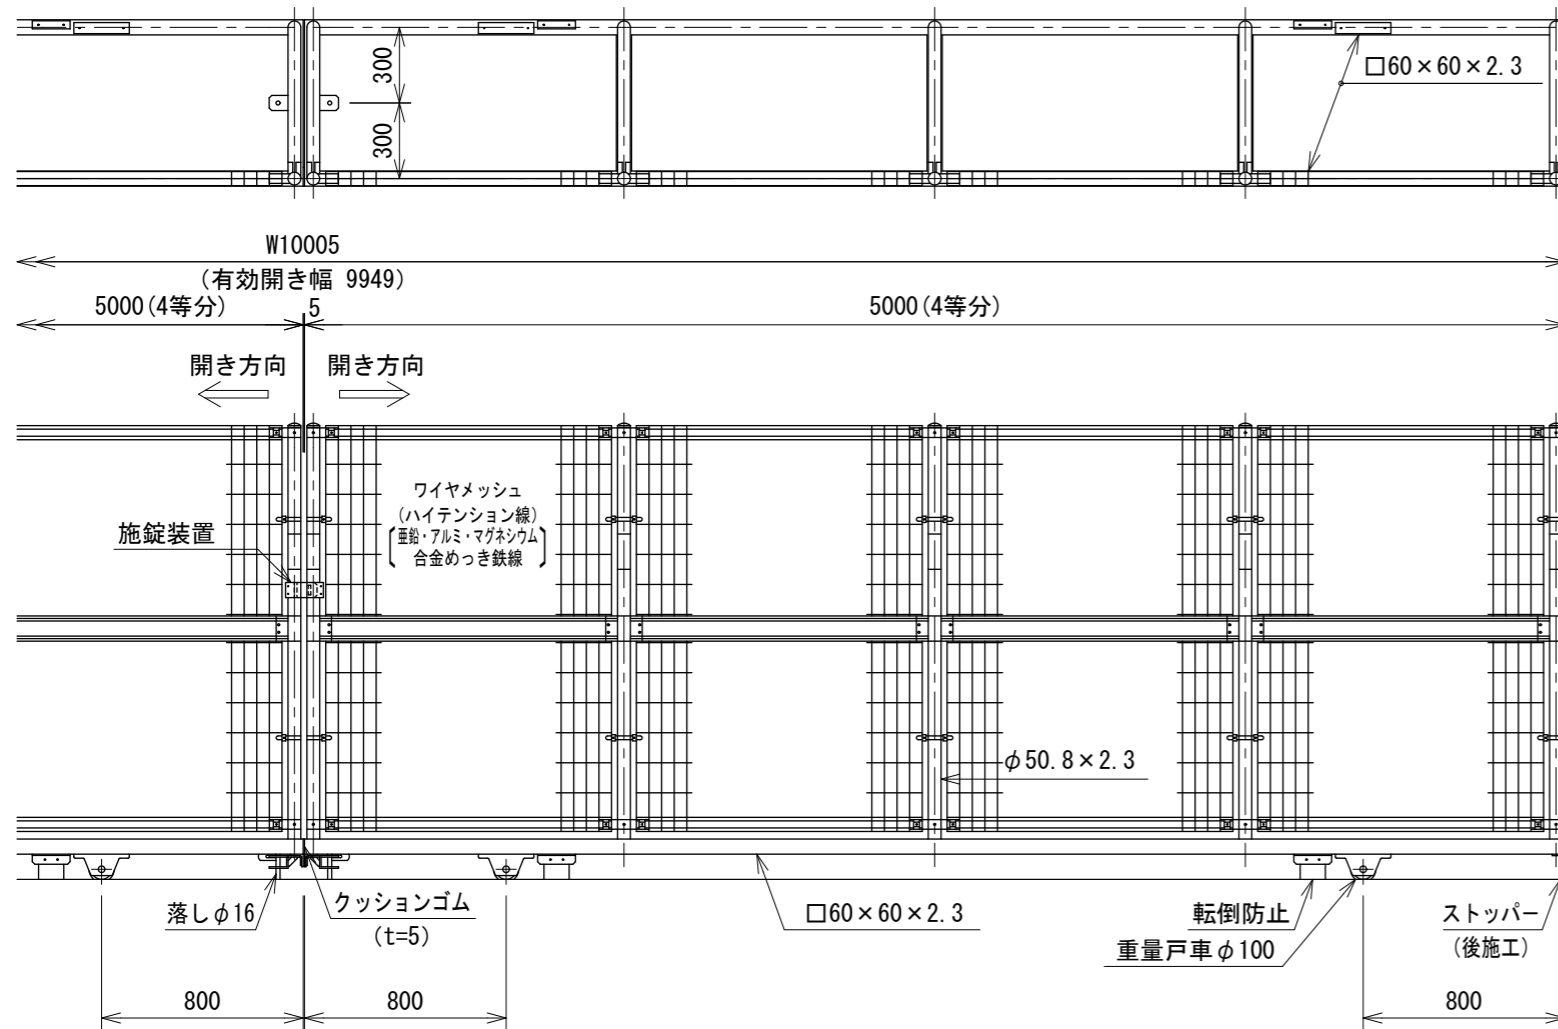 300
300
□60×60×2.3
W10005
(有効開き幅 9949)
5000(4等分)
5
5000(4等分)
開き方向
開き方向
ワイヤメッシュ
(ハイテンション線)
亜鉛・アルミ・マグネシウム
合金めっき鉄線
施錠装置
φ50.8×2.3
落しφ16
クッションゴム
(t=5)
□60×60×2.3
転倒防止
重量戸車φ100
ストッパー
(後施工)
800
800
800